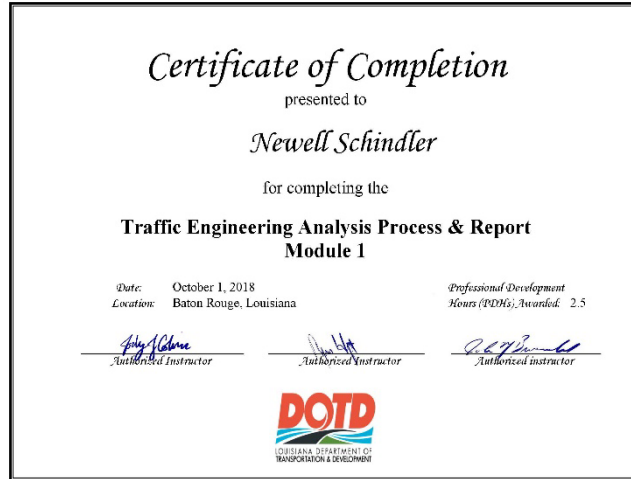 Certificate of Completion
presented to
Newell Schindler
for completing the
Traffic Engineering Analysis Process & Report
Module 1
Date: October 1, 2018
Location: Baton Rouge, Louisiana
Professional Development
Hours (PDHs) Awarded: 2.5
Authorized Instructor
Authorized Instructor
Authorized instructor
DOTD
LOUISIANA DEPARTMENT OF
TRANSPORTATION & DEVELOPMENT